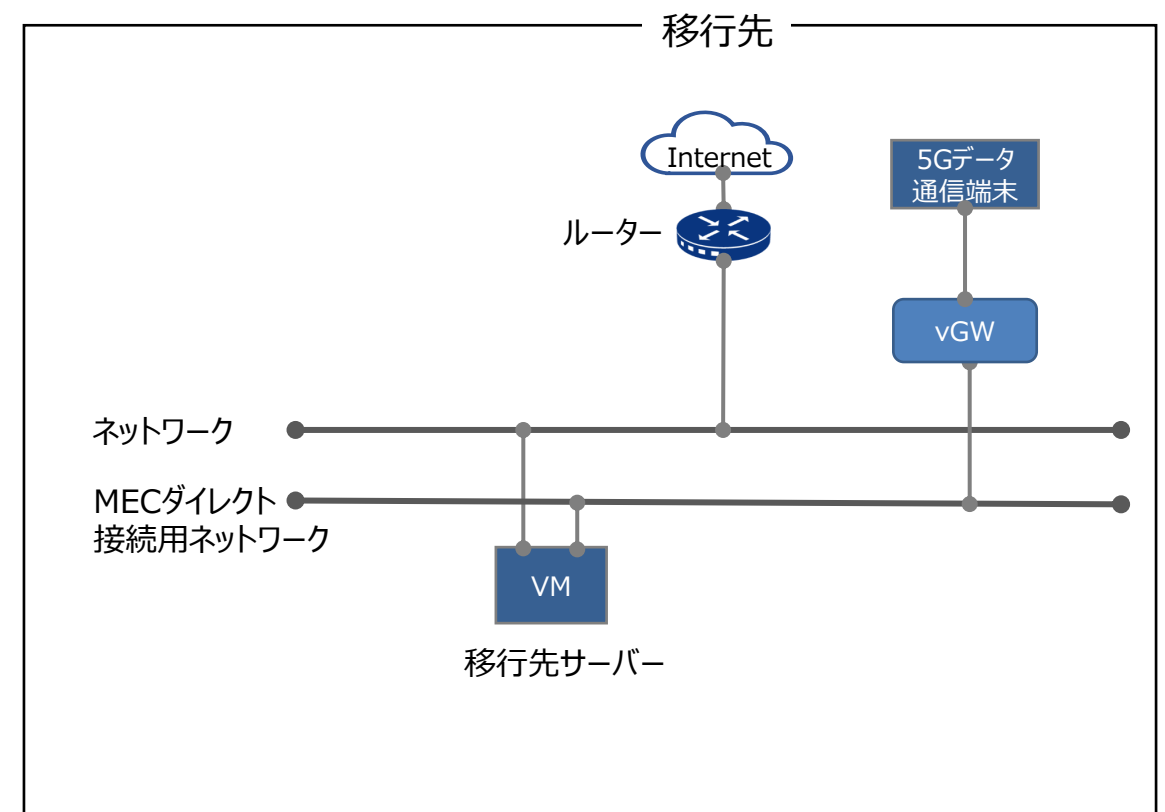 移行先
Internet
5Gデータ
通信端末
ルーター
vGW
ネットワーク
MECダイレクト
接続用ネットワーク
VM
移行先サーバー